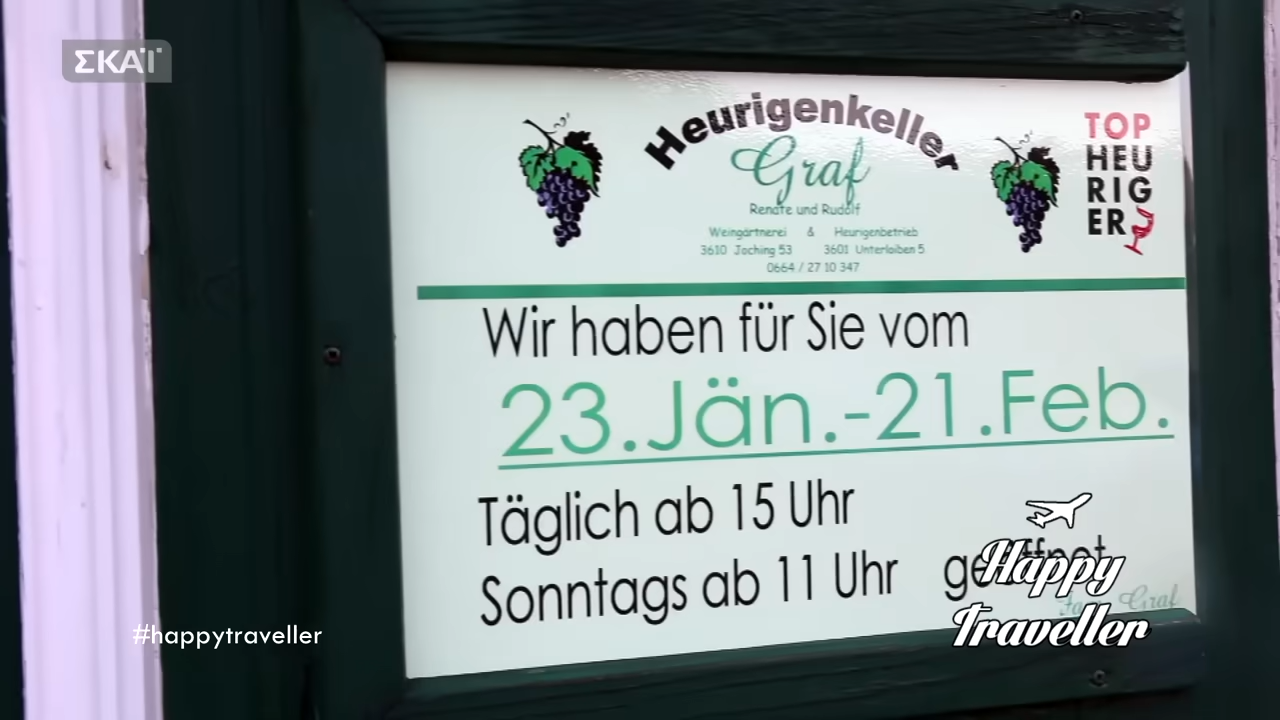 ΣΚΑΪ
Heurigenkeller
Graf
Renate und Rudolf
Weingärtnerei & Heurigenbetrieb
3610 Joching 53 3601 Unterloiben 5
0664 / 27 10 347
TOP
HEU
RIG
ER
Wir haben für Sie vom
23.Jän.-21.Feb.
Täglich ab 15 Uhr
Sonntags ab 11 Uhr geöffnet
Graf
#happytraveller
Happy
Traveller